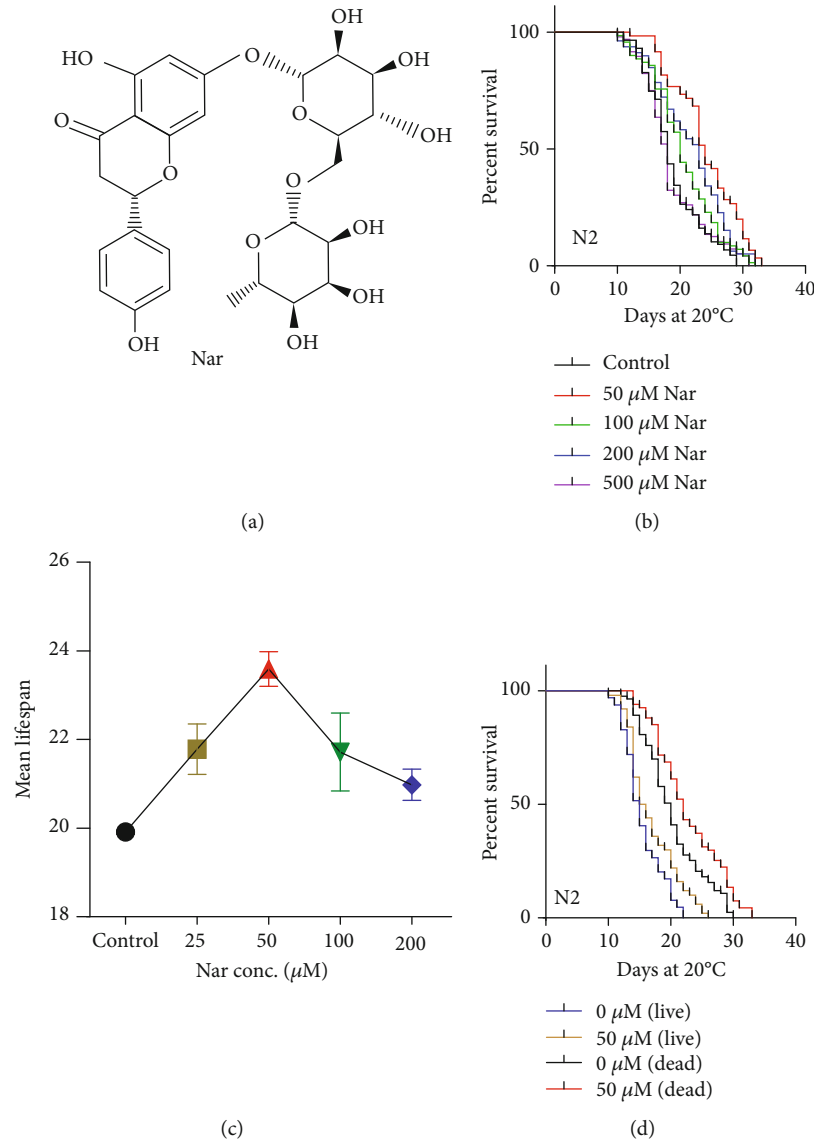 HO
O
O
O
OH
Nar
O
OH
OH
OH
O
O
OH
OH
OH
(a)
Percent survival
100
50
0
N2
0 10 20 30 40
Days at 20°C
Control
50 μM Nar
100 μM Nar
200 μM Nar
500 μM Nar
(b)
Mean lifespan
26
24
22
20
18
Control 25 50 100 200
Nar conc. (μM)
(c)
Percent survival
100
50
0
N2
0 10 20 30 40
Days at 20°C
0 μM (live)
50 μM (live)
0 μM (dead)
50 μM (dead)
(d)